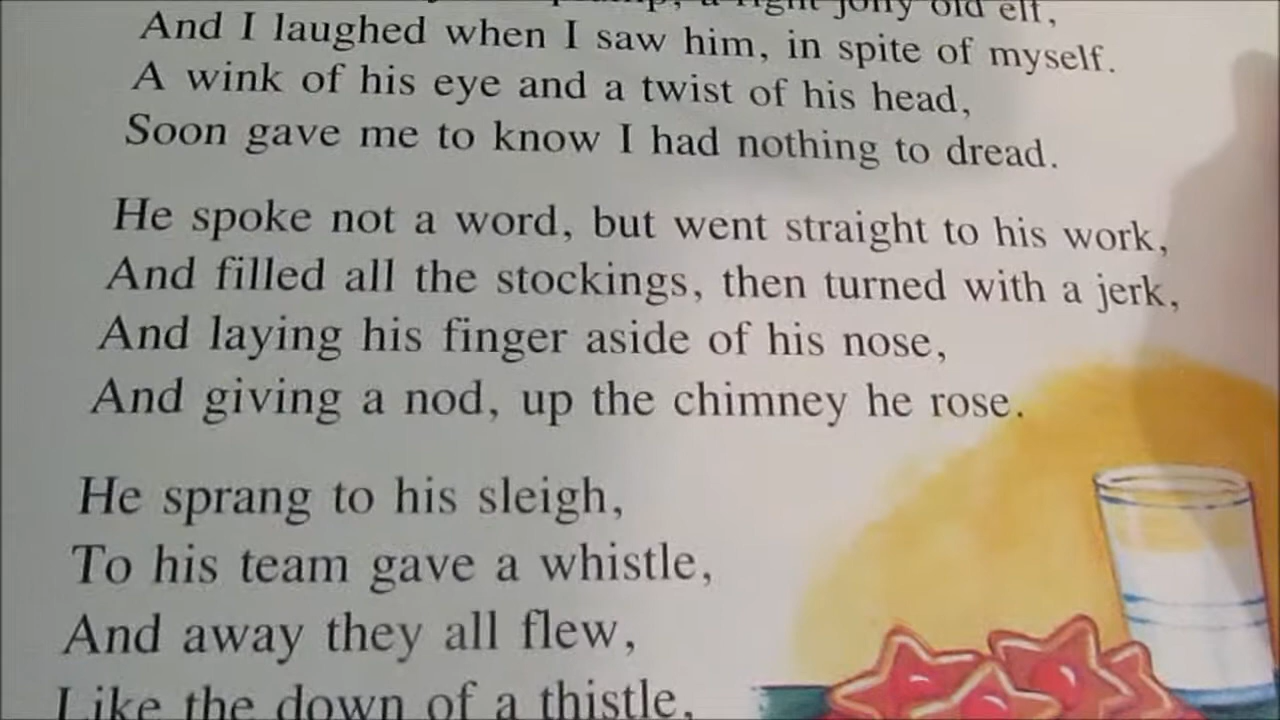 a right jolly old elf,
And I laughed when I saw him, in spite of myself.
A wink of his eye and a twist of his head,
Soon gave me to know I had nothing to dread.
He spoke not a word, but went straight to his work,
And filled all the stockings, then turned with a jerk,
And laying his finger aside of his nose,
And giving a nod, up the chimney he rose.
He sprang to his sleigh,
To his team gave a whistle,
And away they all flew,
Like the down of a thistle,